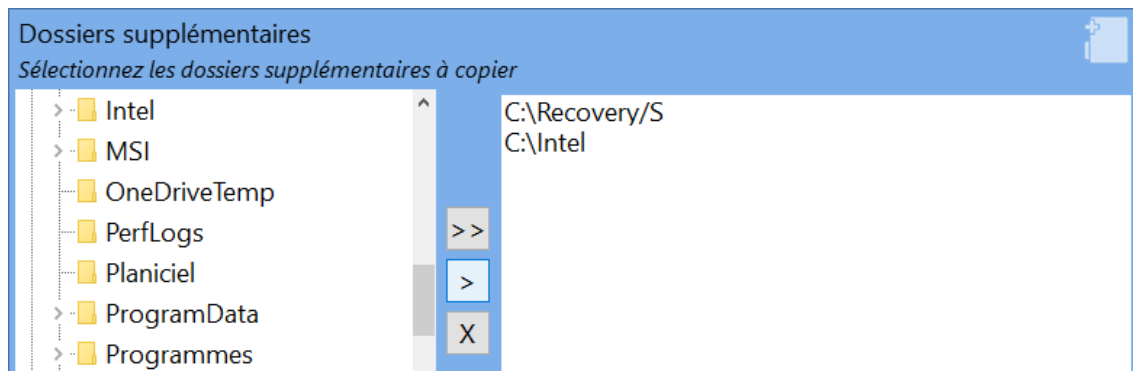 Dossiers supplémentaires
Sélectionnez les dossiers supplémentaires à copier
Intel
MSI
OneDriveTemp
PerfLogs
Planiciel
ProgramData
Programmes
>>
>
X
C:\Recovery/S
C:\Intel